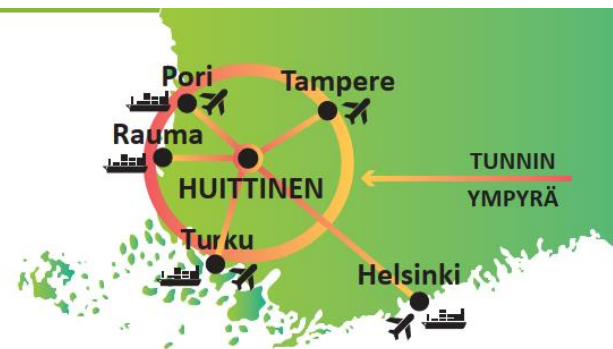 Pori
Tampere
Rauma
HUITTINEN
TUNNIN
YMPYRÄ
Turku
Helsinki